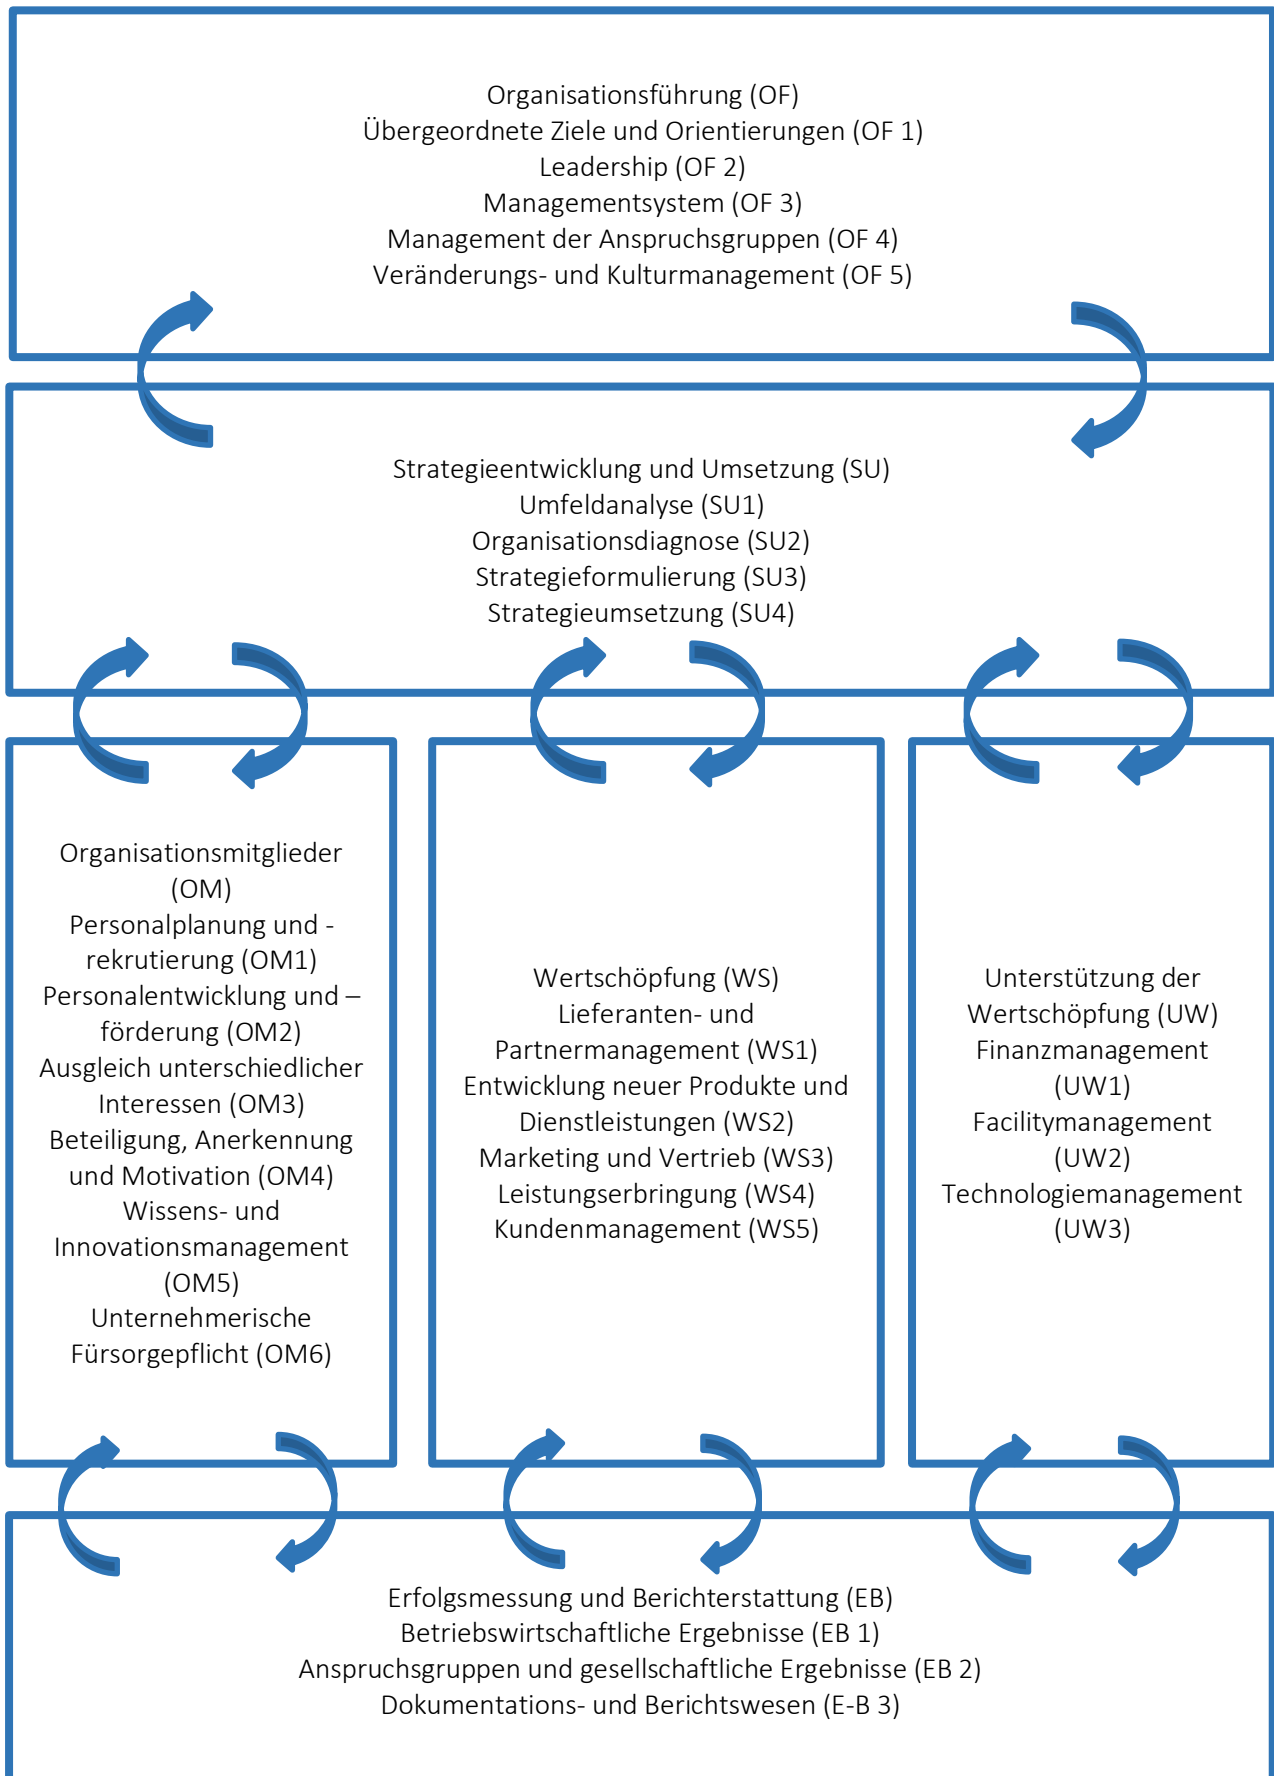 Organisationsführung (OF)
Übergeordnete Ziele und Orientierungen (OF 1)
Leadership (OF 2)
Managementsystem (OF 3)
Management der Anspruchsgruppen (OF 4)
Veränderungs- und Kulturmanagement (OF 5)
Strategieentwicklung und Umsetzung (SU)
Umfeldanalyse (SU1)
Organisationsdiagnose (SU2)
Strategieformulierung (SU3)
Strategieumsetzung (SU4)
Organisationsmitglieder
(OM)
Personalplanung und -
rekrutierung (OM1)
Personalentwicklung und –
förderung (OM2)
Ausgleich unterschiedlicher
Interessen (OM3)
Beteiligung, Anerkennung
und Motivation (OM4)
Wissens- und
Innovationsmanagement
(OM5)
Unternehmerische
Fürsorgepflicht (OM6)
Wertschöpfung (WS)
Lieferanten- und
Partnermanagement (WS1)
Entwicklung neuer Produkte und
Dienstleistungen (WS2)
Marketing und Vertrieb (WS3)
Leistungserbringung (WS4)
Kundenmanagement (WS5)
Unterstützung der
Wertschöpfung (UW)
Finanzmanagement
(UW1)
Facilitymanagement
(UW2)
Technologiemanagement
(UW3)
Erfolgsmessung und Berichterstattung (EB)
Betriebswirtschaftliche Ergebnisse (EB 1)
Anspruchsgruppen und gesellschaftliche Ergebnisse (EB 2)
Dokumentations- und Berichtswesen (E-B 3)